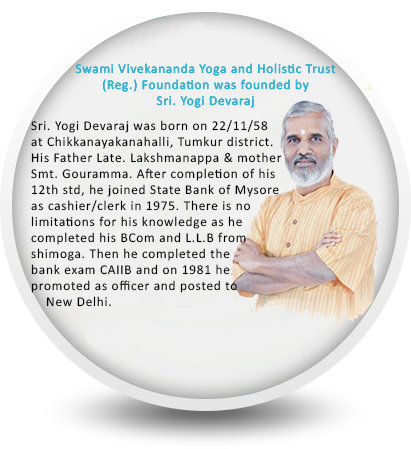 Swami Vivekananda Yoga and Holistic Trust
(Reg.) Foundation was founded by
Sri. Yogi Devaraj
Sri. Yogi Devaraj was born on 22/11/58
at Chikkanayakanahalli, Tumkur district.
His Father Late. Lakshmanappa & mother
Smt. Gouramma. After completion of his
12th std, he joined State Bank of Mysore
as cashier/clerk in 1975. There is no
limitations for his knowledge as he
completed his BCom and L.L.B from
shimoga. Then he completed the
bank exam CAIIB and on 1981 he
promoted as officer and posted to
New Delhi.